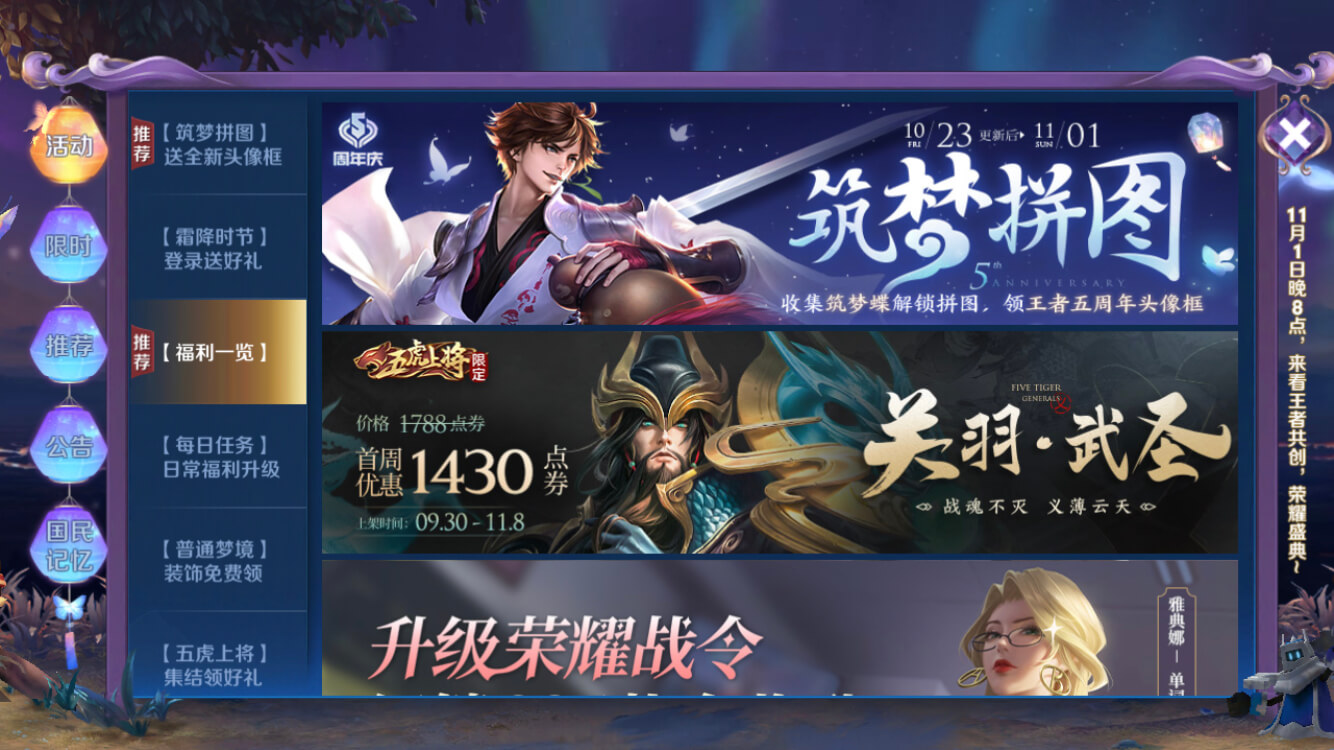 活动
限时
推荐
公告
国民
记忆
推荐
【 筑梦拼图 】
送全新头像框
【 霜降时节 】
登录送好礼
推荐
【 福利一览 】
【 每日任务 】
日常福利升级
【 普通梦境 】
装饰免费领
【 五虎上将 】
集结领好礼
5
周年庆
10/23 更新后 11/01
FRI SUN
筑梦拼图
5th ANNIVERSARY
收集筑梦蝶解锁拼图，领王者五周年头像框
五虎上将
限定
价格 1788点券
首周优惠 1430 点券
上架时间：09.30 - 11.8
FIVE TIGER
GENERALS
关羽·武圣
战魂不灭 义薄云天
升级荣耀战令
雅典娜 | 单
11月1日晚8点，来看王者共创，荣耀盛典~